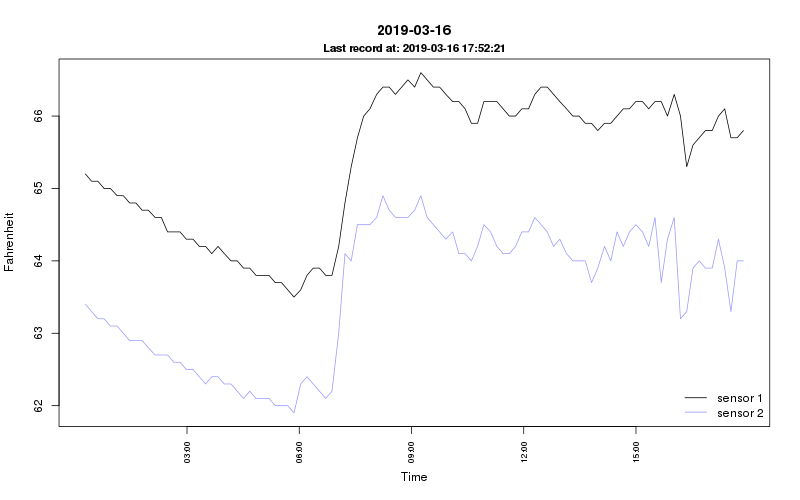 2019-03-16
Last record at: 2019-03-16 17:52:21
Fahrenheit
66
65
64
63
62
sensor 1
sensor 2
03:00
06:00
09:00
12:00
15:00
Time